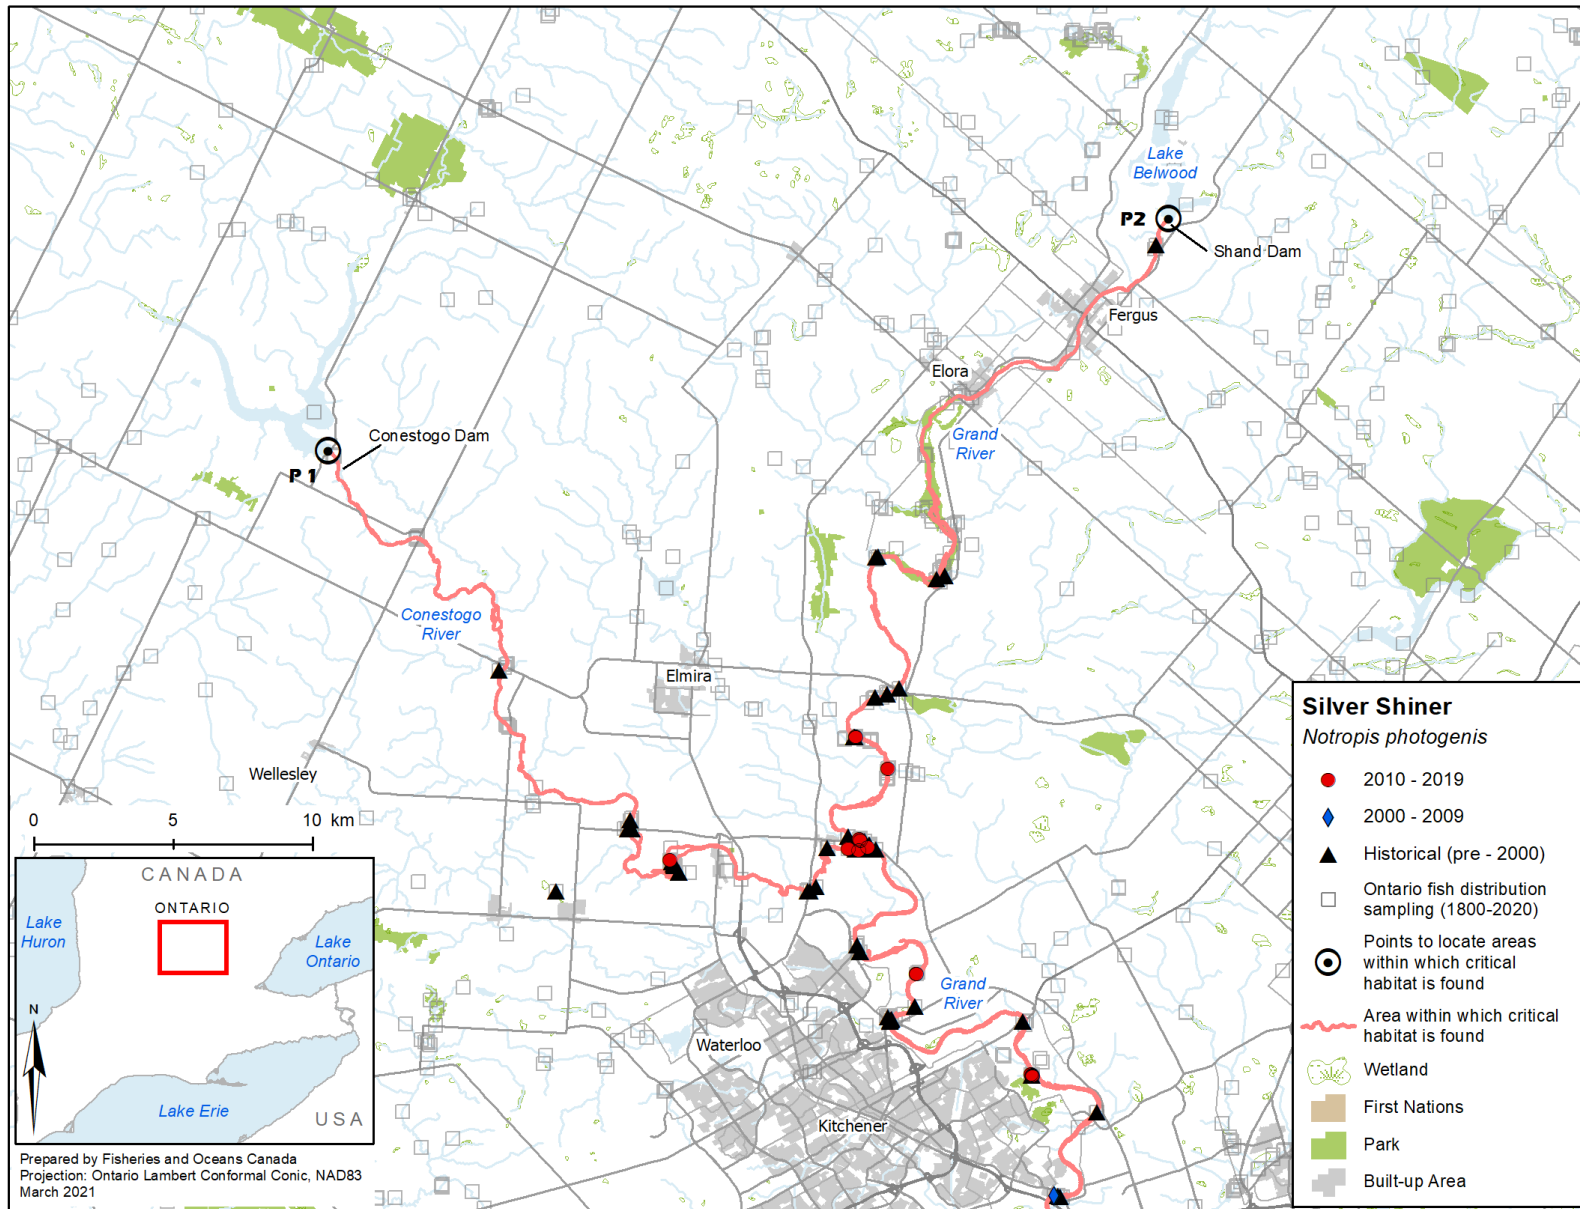 Lake
Belwood
P2
Shand Dam
Fergus
Elora
Grand
River
Conestogo Dam
P 1
Conestogo
River
Elmira
Wellesley
0 5 10 km
Grand
River
Waterloo
Kitchener
CANADA
ONTARIO
Lake
Huron
Lake
Ontario
N
Lake Erie
USA
Prepared by Fisheries and Oceans Canada
Projection: Ontario Lambert Conformal Conic, NAD83
March 2021
Silver Shiner
Notropis photogenis
2010 - 2019
2000 - 2009
Historical (pre - 2000)
Ontario fish distribution
sampling (1800-2020)
Points to locate areas
within which critical
habitat is found
Area within which critical
habitat is found
Wetland
First Nations
Park
Built-up Area